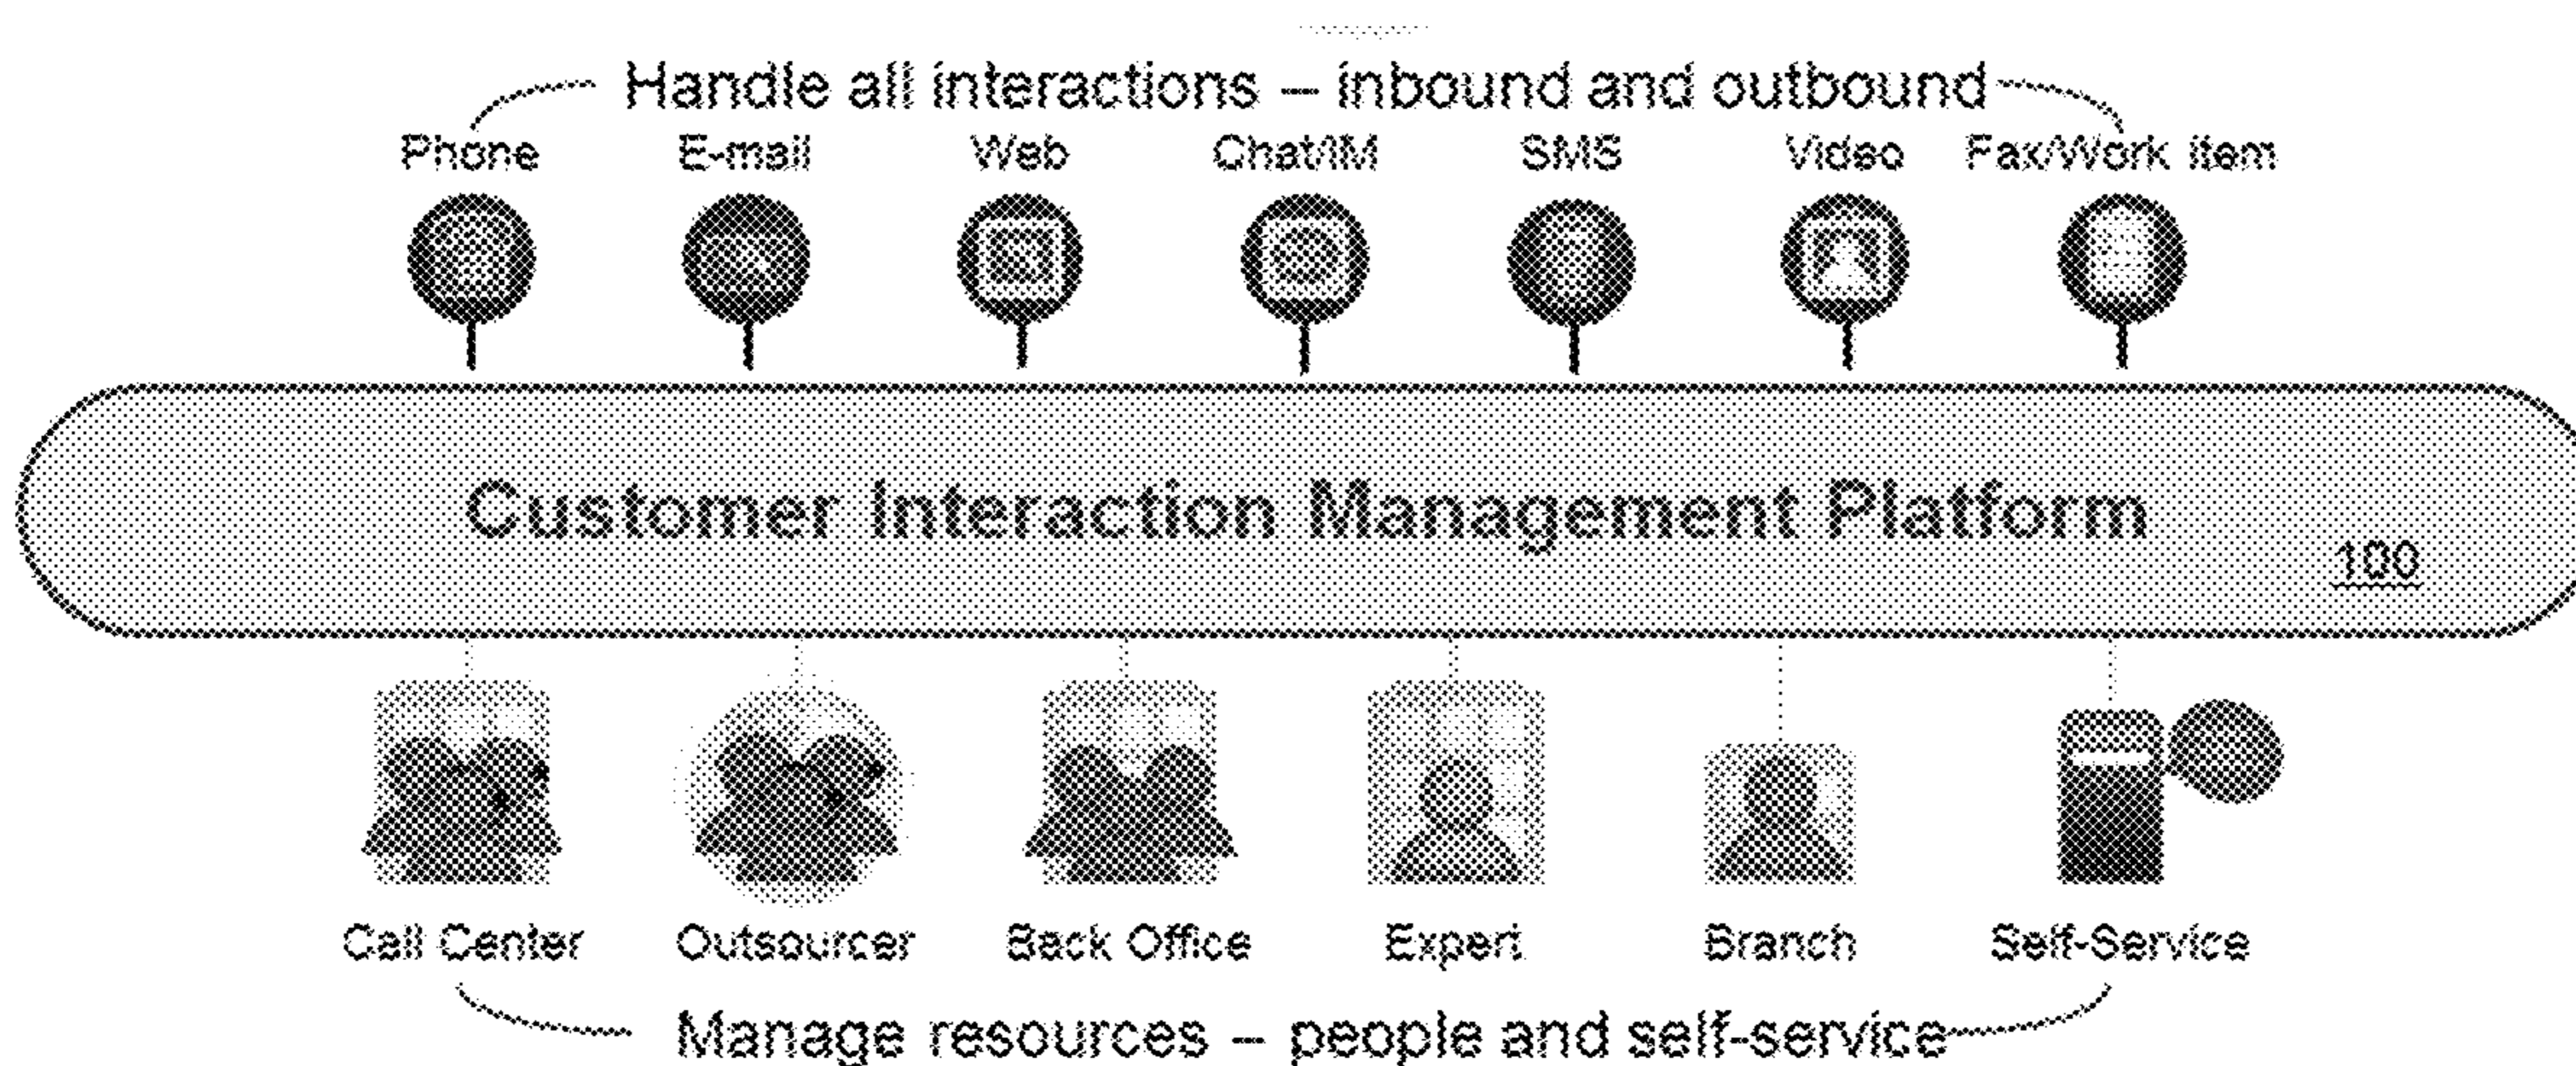 Handle all interactions – inbound and outbound
Phone E-mail Web Chat/IM SMS Video Fax/Work item
Customer Interaction Management Platform
100
Call Center Outsourcer Back Office Expert Branch Self-Service
Manage resources – people and self-service